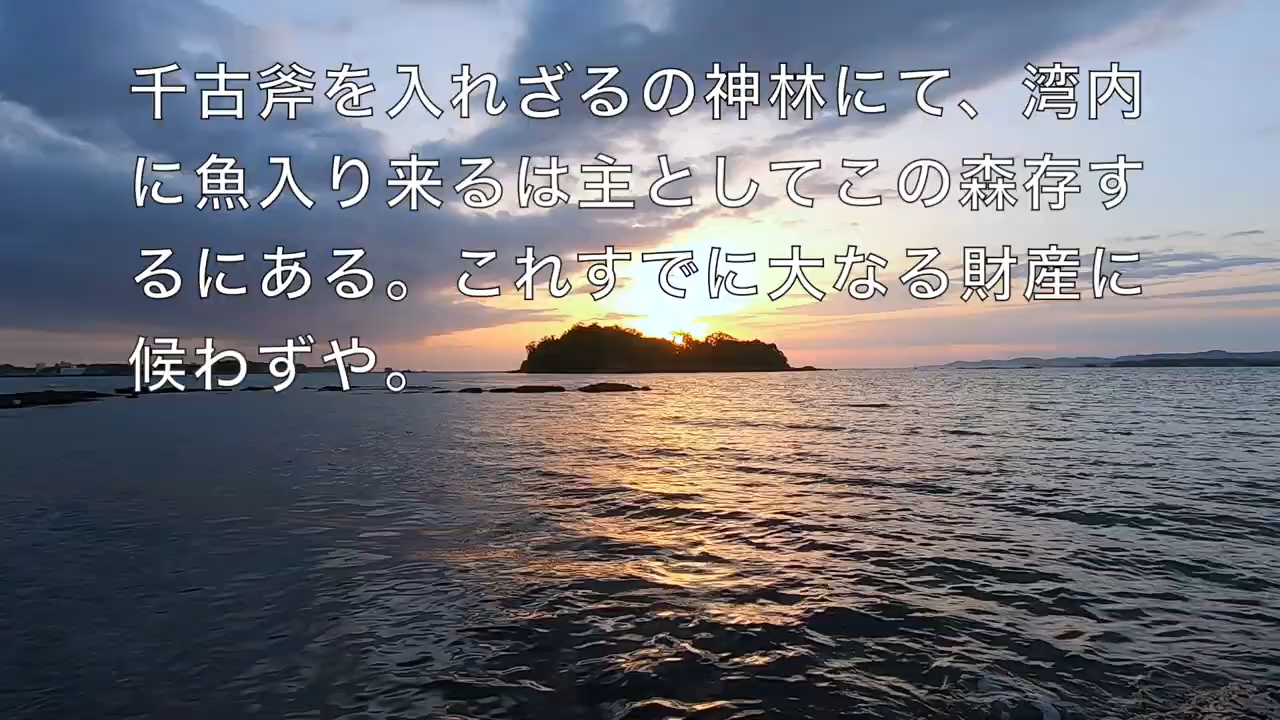 千古斧を入れざるの神林にて、湾内
に魚入り来るは主としてこの森存す
るにある。これすでに大なる財産に
候わずや。